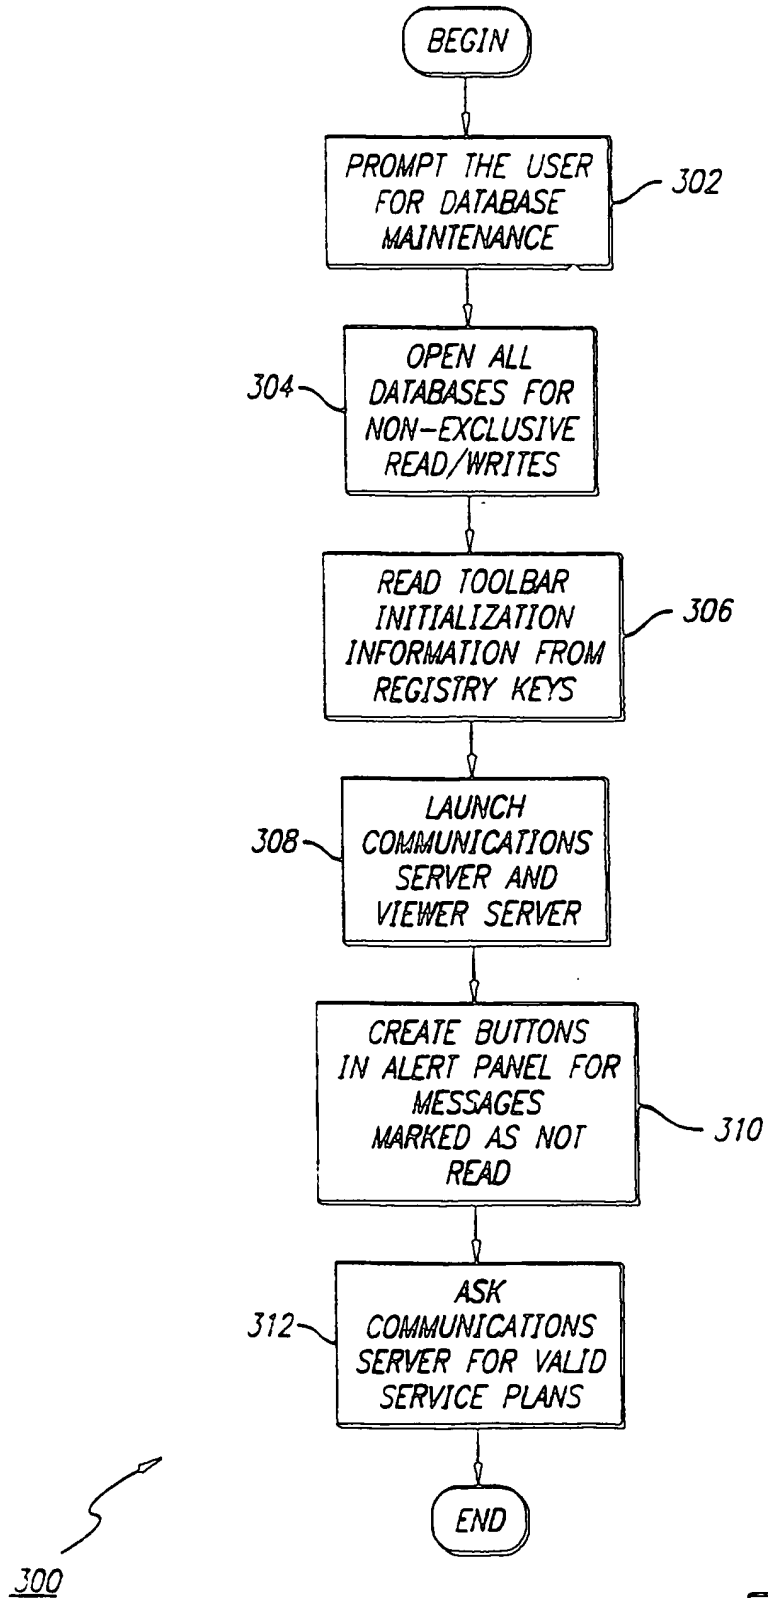 BEGIN
PROMPT THE USER
FOR DATABASE
MAINTENANCE
302
OPEN ALL
DATABASES FOR
NON-EXCLUSIVE
READ/WRITES
304
READ TOOLBAR
INITIALIZATION
INFORMATION FROM
REGISTRY KEYS
306
LAUNCH
COMMUNICATIONS
SERVER AND
VIEWER SERVER
308
CREATE BUTTONS
IN ALERT PANEL FOR
MESSAGES
MARKED AS NOT
READ
310
ASK
COMMUNICATIONS
SERVER FOR VALID
SERVICE PLANS
312
END
300